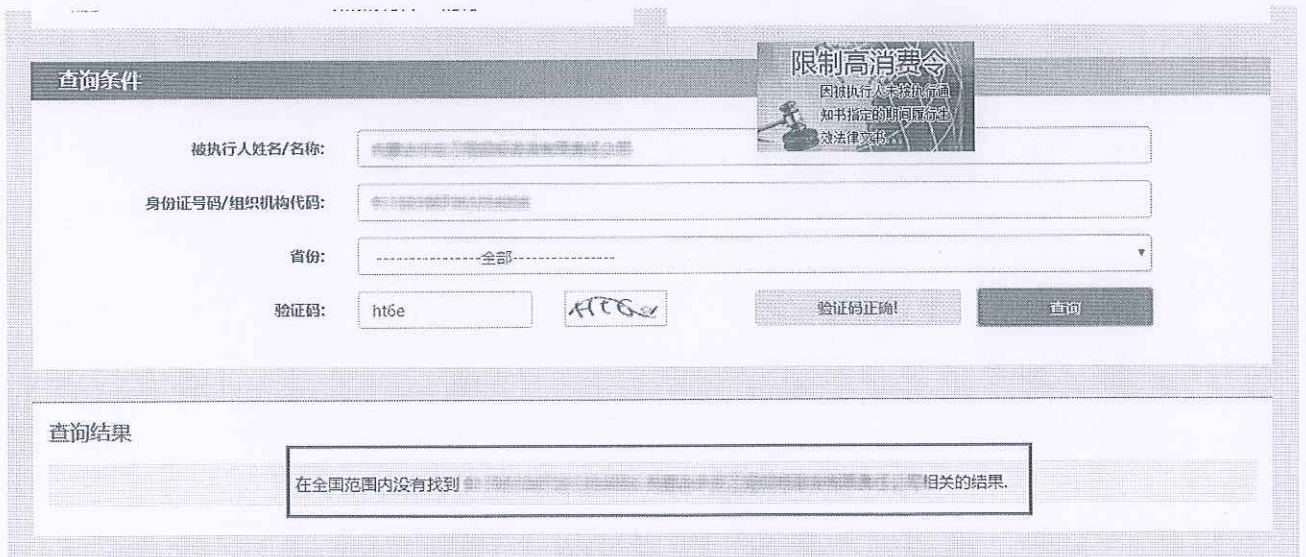 查询条件
限制高消费令
因被执行人未按执行通
知书指定的期间履行生
效法律文书...
被执行人姓名/名称:
身份证号码/组织机构代码:
省份:
-----------------全部----------------
验证码:
ht6e
HT6e
验证码正确!
查询
查询结果
在全国范围内没有找到
相关的结果.